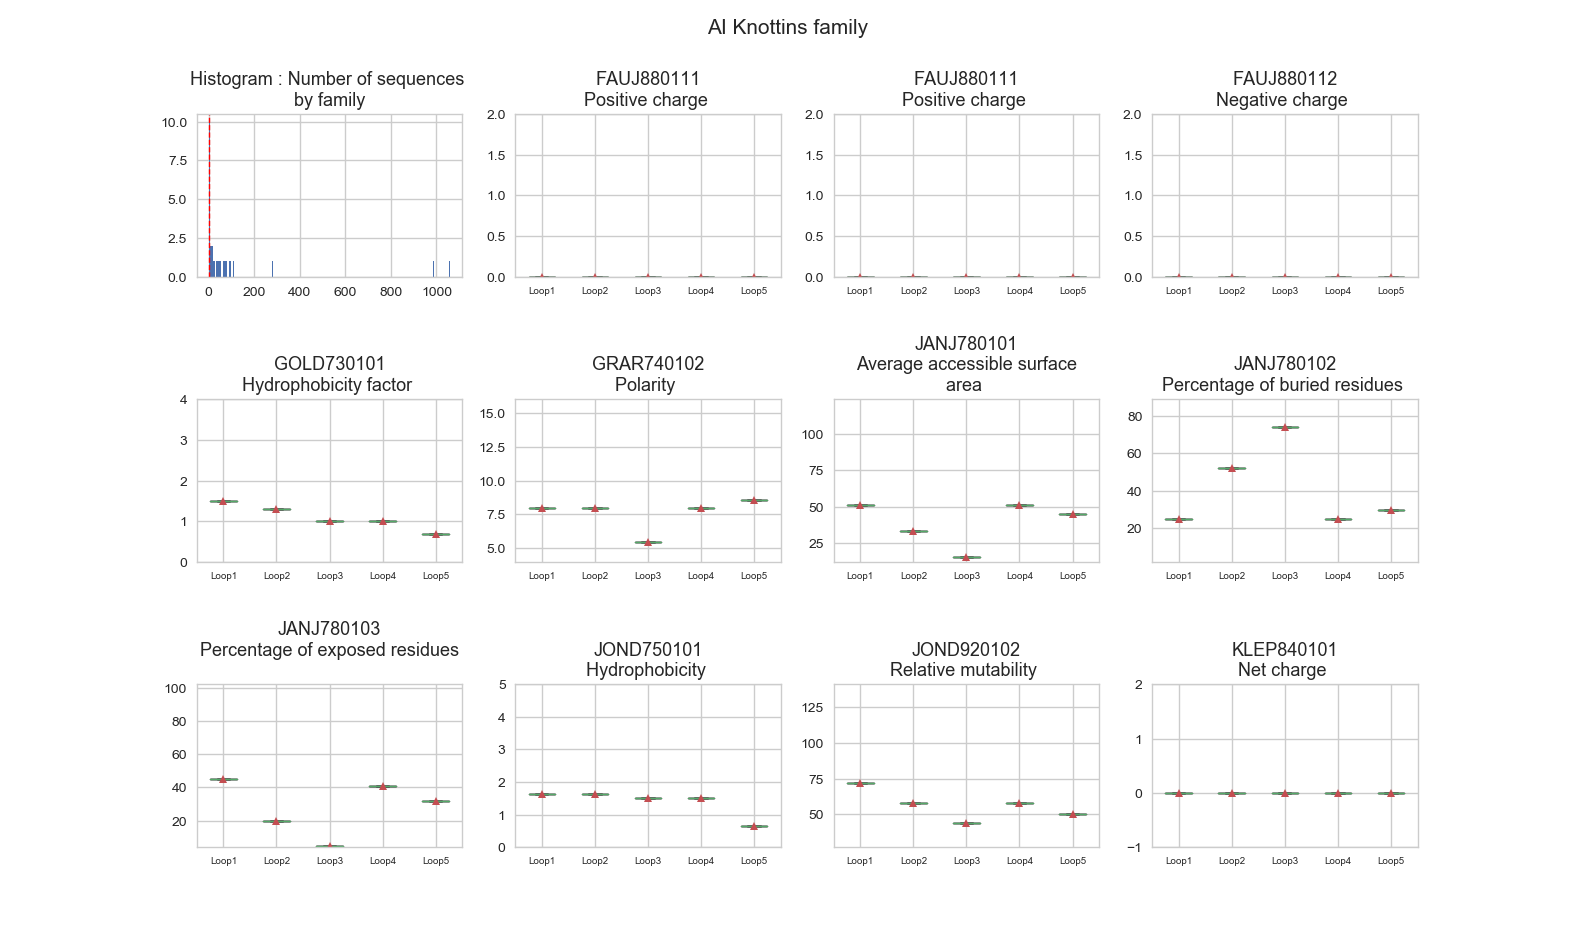 AI Knottins family
Histogram : Number of sequences
by family
10.0
7.5
5.0
2.5
0.0
0 200 400 600 800 1000
FAUJ880111
Positive charge
2.0
1.5
1.0
0.5
0.0
Loop1 Loop2 Loop3 Loop4 Loop5
FAUJ880111
Positive charge
2.0
1.5
1.0
0.5
0.0
Loop1 Loop2 Loop3 Loop4 Loop5
FAUJ880112
Negative charge
2.0
1.5
1.0
0.5
0.0
Loop1 Loop2 Loop3 Loop4 Loop5
GOLD730101
Hydrophobicity factor
4
3
2
1
0
Loop1 Loop2 Loop3 Loop4 Loop5
GRAR740102
Polarity
15.0
12.5
10.0
7.5
5.0
Loop1 Loop2 Loop3 Loop4 Loop5
JANJ780101
Average accessible surface
area
100
75
50
25
Loop1 Loop2 Loop3 Loop4 Loop5
JANJ780102
Percentage of buried residues
80
60
40
20
Loop1 Loop2 Loop3 Loop4 Loop5
JANJ780103
Percentage of exposed residues
100
80
60
40
20
Loop1 Loop2 Loop3 Loop4 Loop5
JOND750101
Hydrophobicity
5
4
3
2
1
0
Loop1 Loop2 Loop3 Loop4 Loop5
JOND920102
Relative mutability
125
100
75
50
Loop1 Loop2 Loop3 Loop4 Loop5
KLEP840101
Net charge
2
1
0
−1
Loop1 Loop2 Loop3 Loop4 Loop5